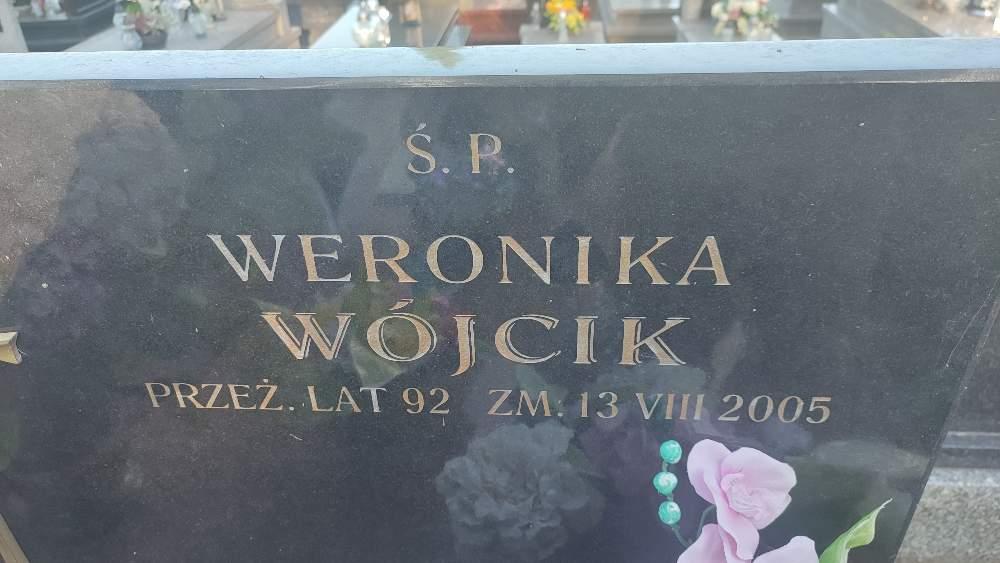 Ś. P.
WERONIKA
WÓJCIK
PRZEŻ. LAT 92 ZM. 13 VIII 2005